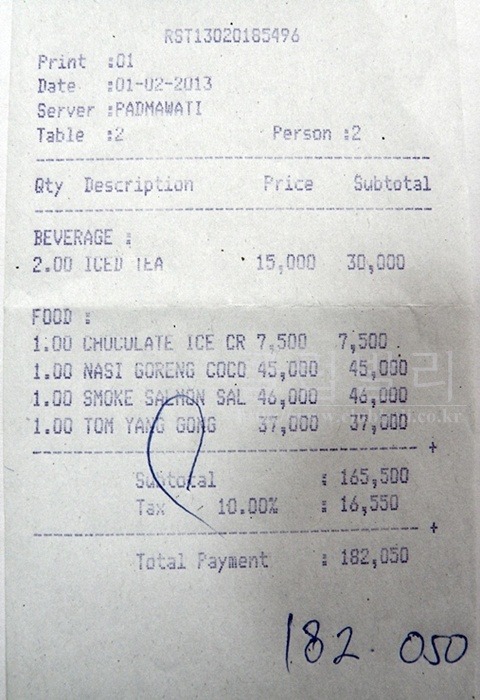 RST13020185496
Print :01
Date :01-02-2013
Server :PADMAWATI
Table :2 Person :2
Qty Description Price Subtotal
BEVERAGE :
2.00 ICED TEA 15,000 30,000
FOOD :
1.00 CHUCULATE ICE CR 7,500 7,500
1.00 NASI GORENG COCO 45,000 45,000
1.00 SMOKE SALMON SAL 46,000 46,000
1.00 TOM YANG GONG 37,000 37,000
+
Subtotal : 165,500
Tax 10.00% : 16,550
+
Total Payment : 182,050
182.050